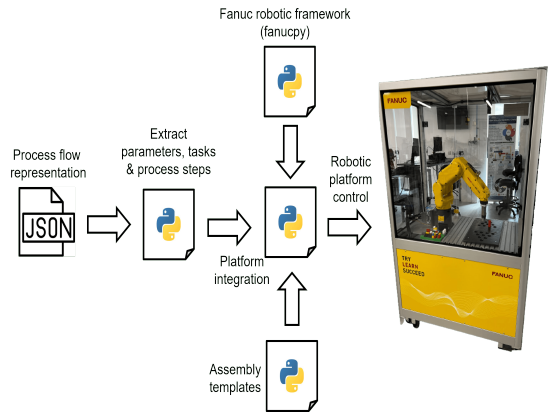 Fanuc robotic framework
(fanucpy)
Extract
parameters, tasks
& process steps
Process flow
representation
JSON
Robotic
platform
control
Platform
integration
Assembly
templates
FANUC
TRY
LEARN
SUCCEED
FANUC